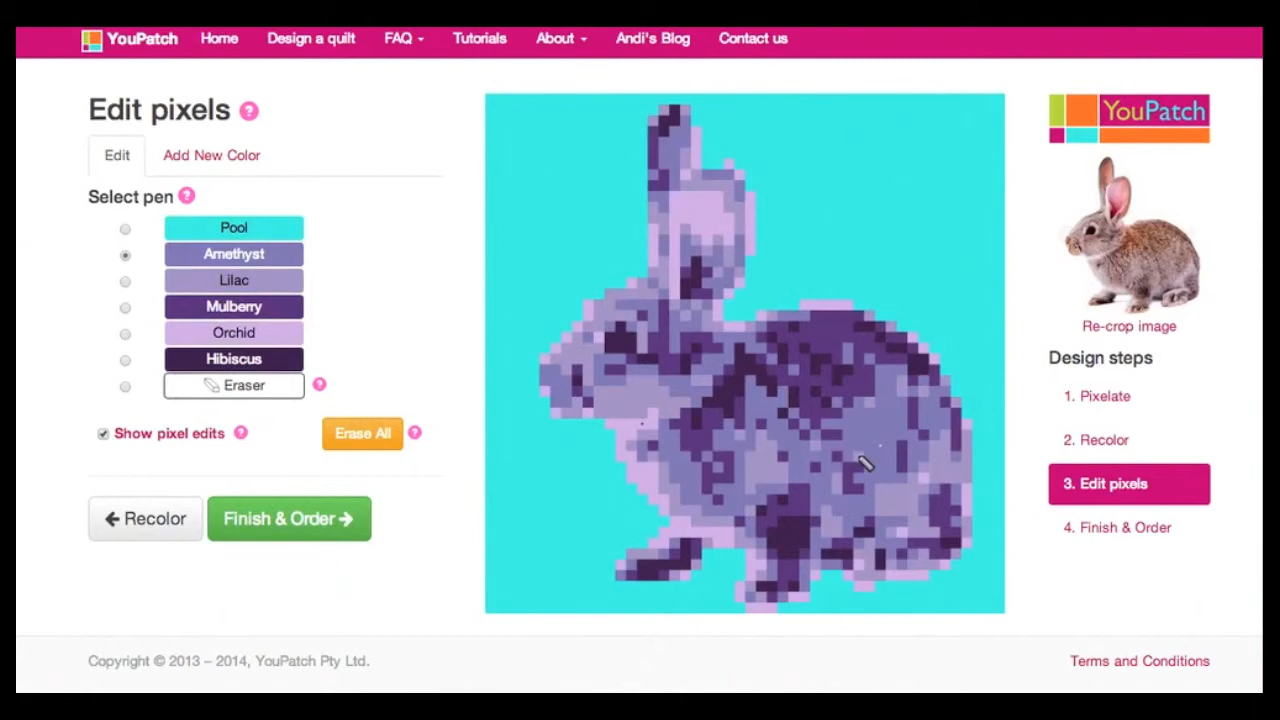 YouPatch Home Design a quilt FAQ Tutorials About Andi's Blog Contact us
Edit pixels ?
Edit Add New Color
Select pen ?
Pool
Amethyst
Lilac
Mulberry
Orchid
Hibiscus
Eraser ?
Show pixel edits ? Erase All ?
Recolor Finish & Order
YouPatch
Re-crop image
Design steps
1. Pixelate
2. Recolor
3. Edit pixels
4. Finish & Order
Copyright © 2013 – 2014, YouPatch Pty Ltd. Terms and Conditions